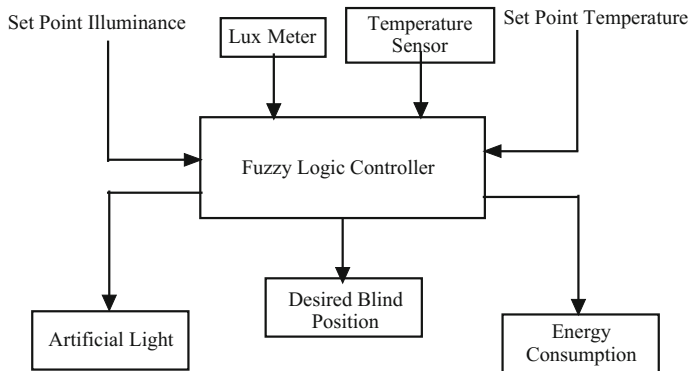 Set Point Illuminance
Lux Meter
Temperature
Sensor
Set Point Temperature
Fuzzy Logic Controller
Artificial Light
Desired Blind
Position
Energy
Consumption